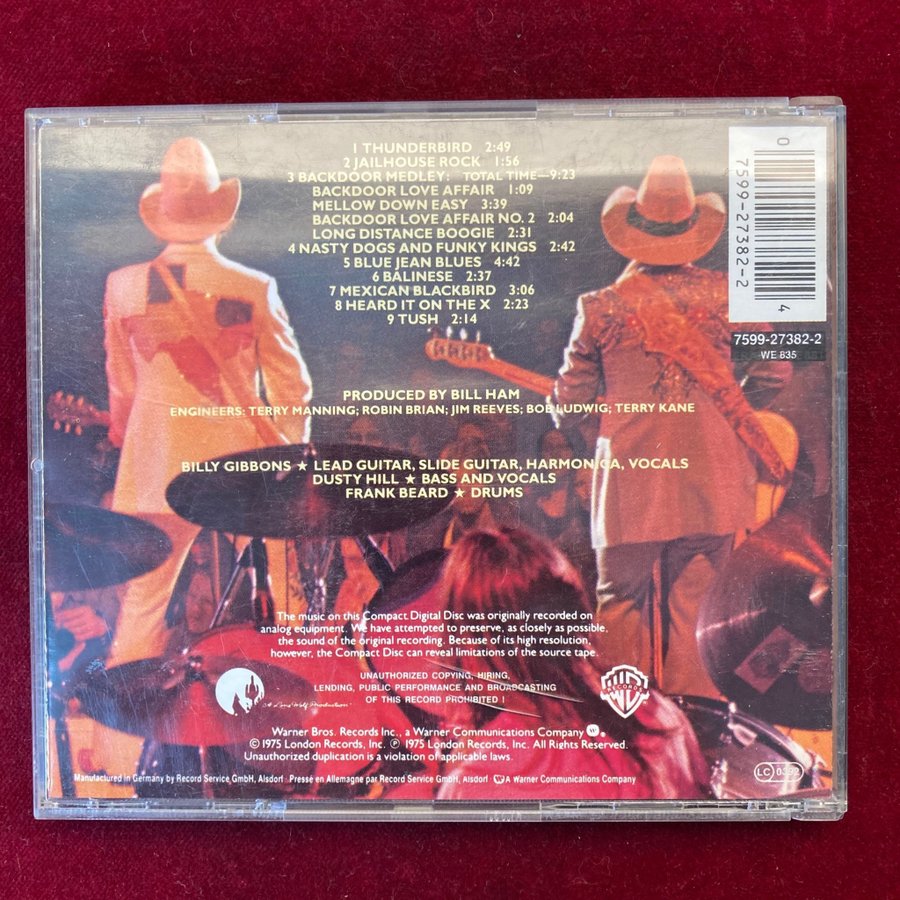 1 THUNDERBIRD 2:49
2 JAILHOUSE ROCK 1:56
3 BACKDOOR MEDLEY: TOTAL TIME—9:23
BACKDOOR LOVE AFFAIR 1:09
MELLOW DOWN EASY 3:39
BACKDOOR LOVE AFFAIR NO. 2 2:04
LONG DISTANCE BOOGIE 2:31
4 NASTY DOGS AND FUNKY KINGS 2:42
5 BLUE JEAN BLUES 4:42
6 BALINESE 2:37
7 MEXICAN BLACKBIRD 3:06
8 HEARD IT ON THE X 2:23
9 TUSH 2:14
0
7599-27382-2
4
7599-27382-2
WE 835
PRODUCED BY BILL HAM
ENGINEERS: TERRY MANNING; ROBIN BRIAN; JIM REEVES; BOB LUDWIG; TERRY KANE
BILLY GIBBONS ★ LEAD GUITAR, SLIDE GUITAR, HARMONICA, VOCALS
DUSTY HILL ★ BASS AND VOCALS
FRANK BEARD ★ DRUMS
The music on this Compact Digital Disc was originally recorded on
analog equipment. We have attempted to preserve, as closely as possible,
the sound of the original recording. Because of its high resolution,
however, the Compact Disc can reveal limitations of the source tape.
UNAUTHORIZED COPYING, HIRING,
LENDING, PUBLIC PERFORMANCE AND BROADCASTING
OF THIS RECORD PROHIBITED !
A Lone Wolf Production
WB
RECORDS
Warner Bros. Records Inc., a Warner Communications Company
© 1975 London Records, Inc. ℗ 1975 London Records, Inc. All Rights Reserved.
Unauthorized duplication is a violation of applicable laws.
Manufactured in Germany by Record Service GmbH, Alsdorf · Presse en Allemagne par Record Service GmbH, Alsdorf · A Warner Communications Company
LC 0392